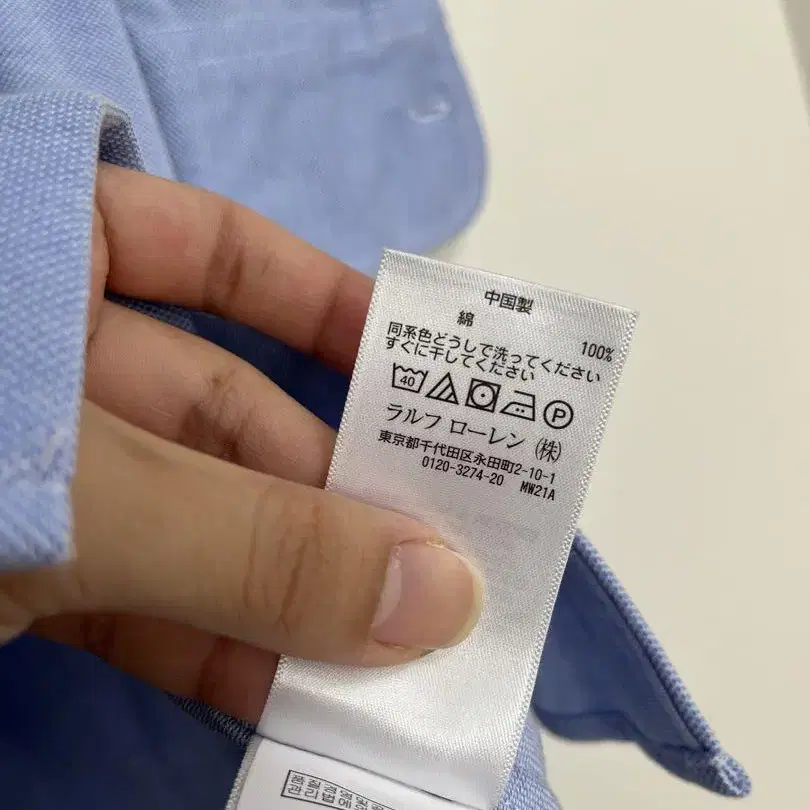 中国製
綿 100%
同系色どうしで洗ってください
すぐに干してください
40 P
ラルフ ローレン (株)
東京都千代田区永田町2-10-1
0120-3274-20 MW21A